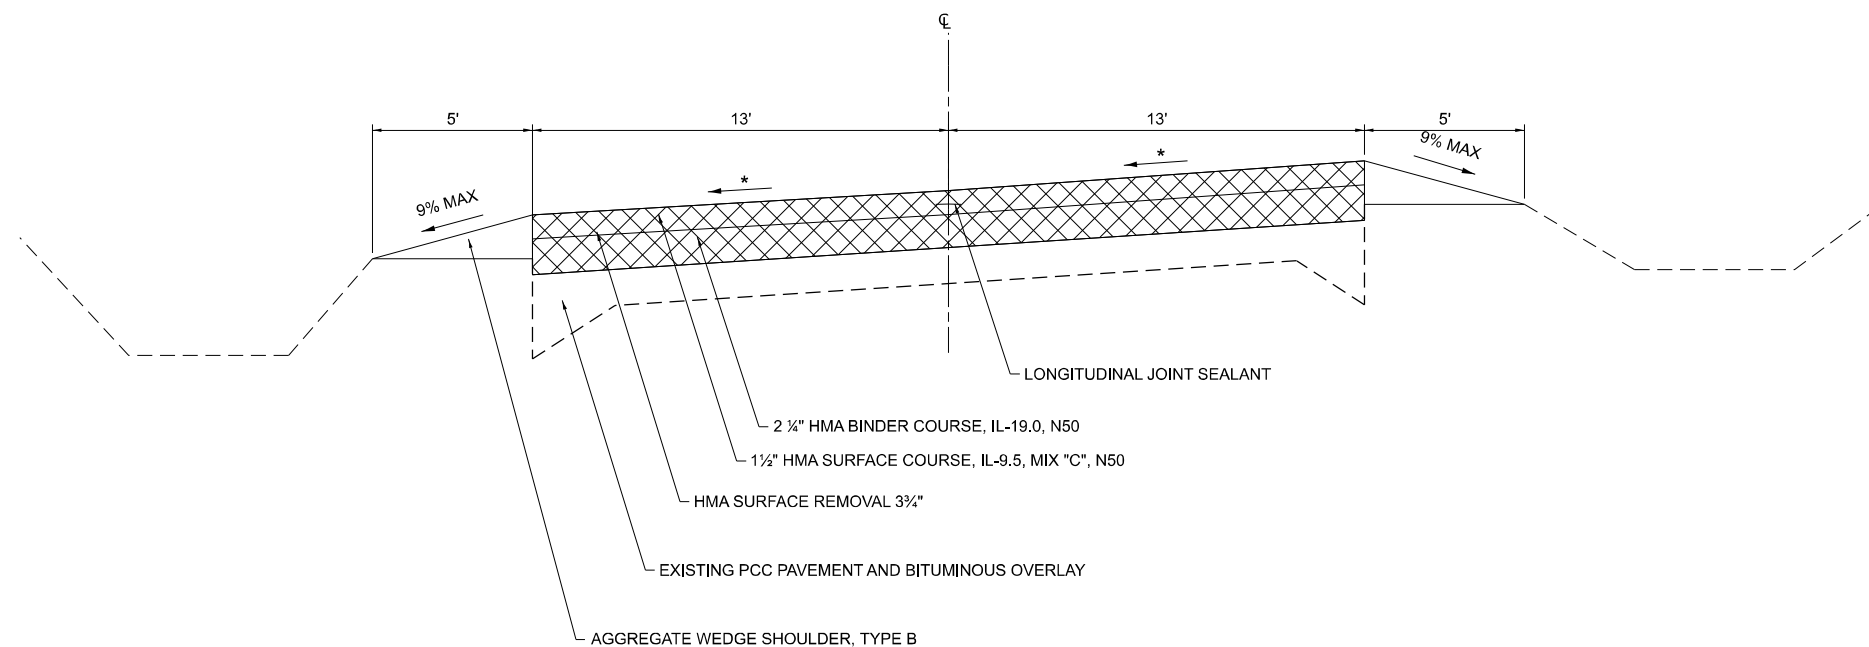 ℄
5'
13'
13'
5'
9% MAX
*
*
9% MAX
LONGITUDINAL JOINT SEALANT
2 ¼" HMA BINDER COURSE, IL-19.0, N50
1½" HMA SURFACE COURSE, IL-9.5, MIX "C", N50
HMA SURFACE REMOVAL 3¾"
EXISTING PCC PAVEMENT AND BITUMINOUS OVERLAY
AGGREGATE WEDGE SHOULDER, TYPE B